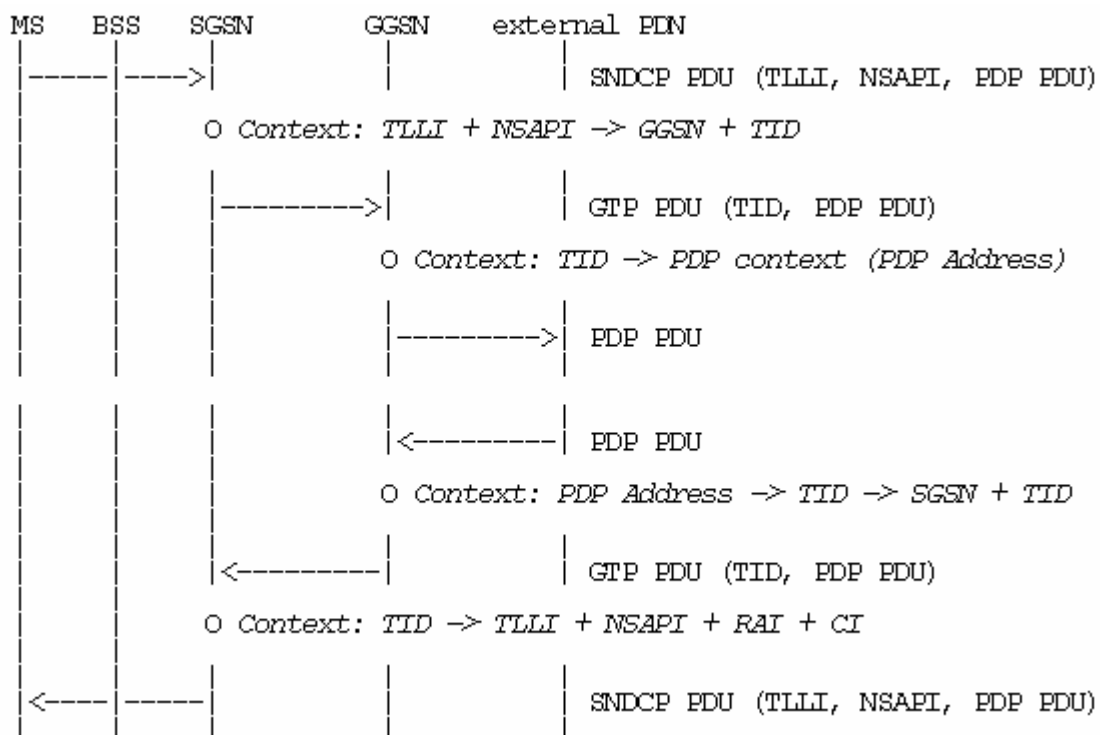 MS BSS SGSN GGSN external PDN
SNDCP PDU (TLLI, NSAPI, PDP PDU)
O Context: TLLI + NSAPI -> GGSN + TID
GTP PDU (TID, PDP PDU)
O Context: TID -> PDP context (PDP Address)
PDP PDU
PDP PDU
O Context: PDP Address -> TID -> SGSN + TID
GTP PDU (TID, PDP PDU)
O Context: TID -> TLLI + NSAPI + RAI + CI
SNDCP PDU (TLLI, NSAPI, PDP PDU)